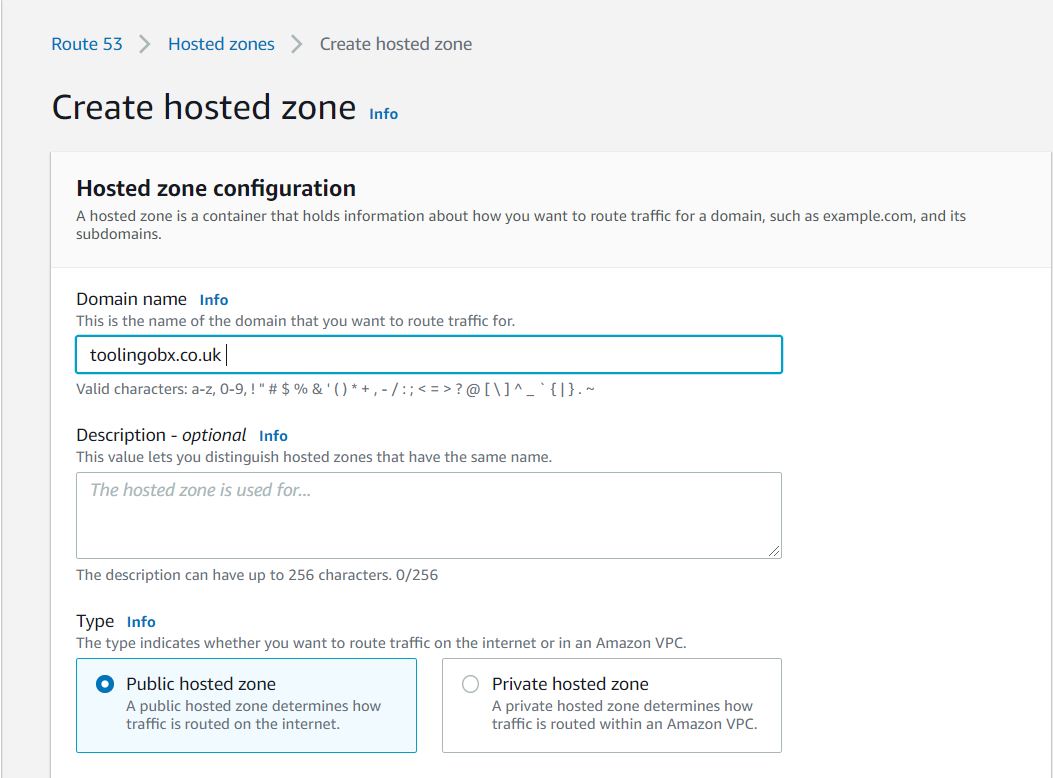 Route 53 > Hosted zones > Create hosted zone
Create hosted zone Info
Hosted zone configuration
A hosted zone is a container that holds information about how you want to route traffic for a domain, such as example.com, and its
subdomains.
Domain name Info
This is the name of the domain that you want to route traffic for.
toolingobx.co.uk
Valid characters: a-z, 0-9, ! " # $ % & ' ( ) * + , - / : ; < = > ? @ [ \ ] ^ _ ` { | } . ~
Description - optional Info
This value lets you distinguish hosted zones that have the same name.
The hosted zone is used for...
The description can have up to 256 characters. 0/256
Type Info
The type indicates whether you want to route traffic on the internet or in an Amazon VPC.
Public hosted zone
A public hosted zone determines how
traffic is routed on the internet.
Private hosted zone
A private hosted zone determines how
traffic is routed within an Amazon VPC.